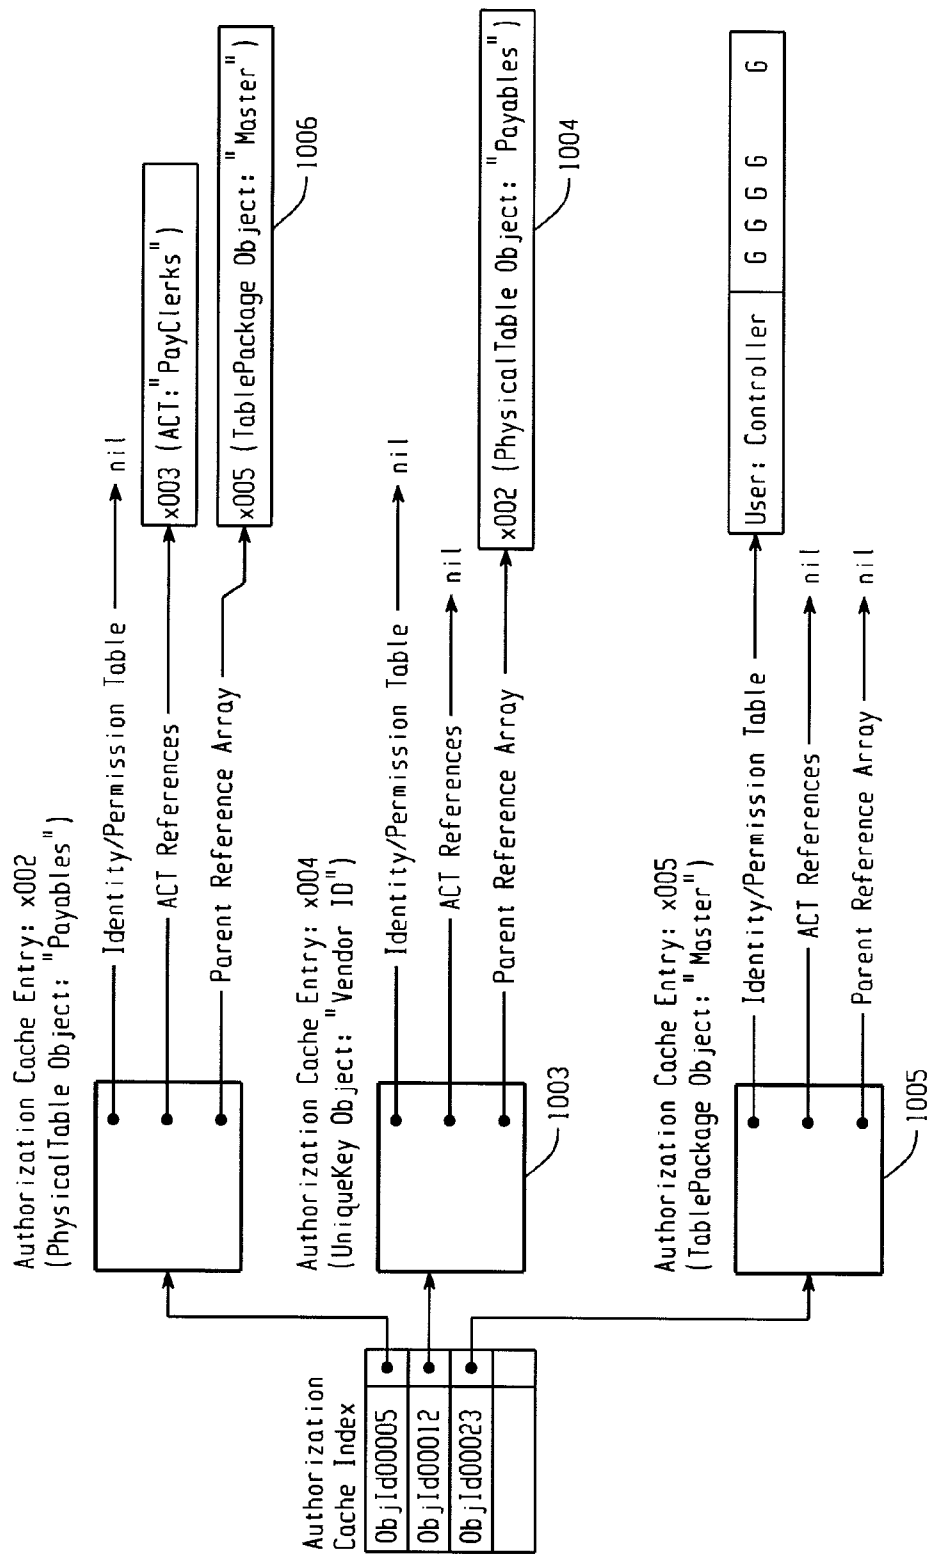 Authorization
Cache Index
ObjId00005
ObjId00012
ObjId00023
Authorization Cache Entry: x002
(PhysicalTable Object: "Payables")
Identity/Permission Table
nil
ACT References
x003 (ACT: "PayClerks")
Parent Reference Array
x005 (TablePackage Object: "Master")
1006
Authorization Cache Entry: x004
(UniqueKey Object: "Vendor ID")
Identity/Permission Table
nil
ACT References
nil
Parent Reference Array
x002 (PhysicalTable Object: "Payables")
1003
1004
Authorization Cache Entry: x005
(TablePackage Object: "Master")
Identity/Permission Table
User: Controller G G G G G
ACT References
nil
Parent Reference Array
nil
1005